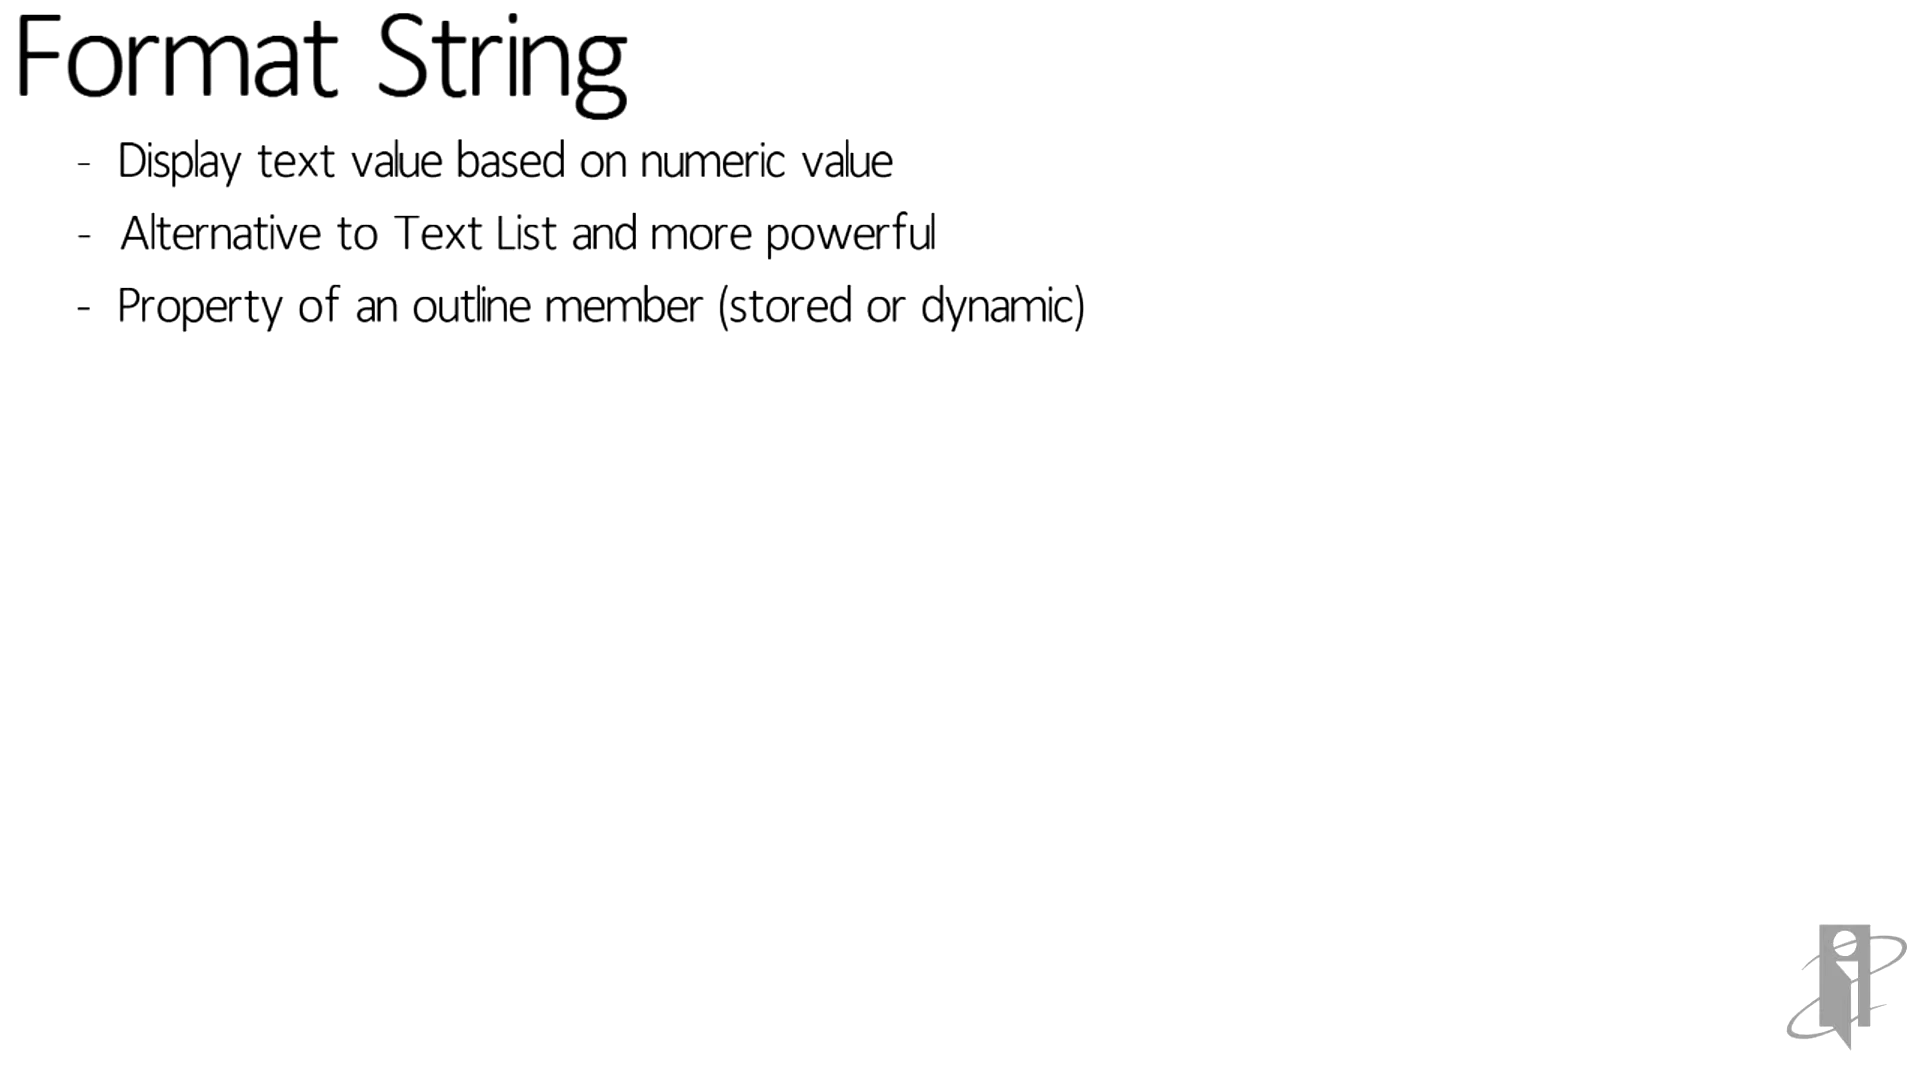 Format String
- Display text value based on numeric value
- Alternative to Text List and more powerful
- Property of an outline member (stored or dynamic)